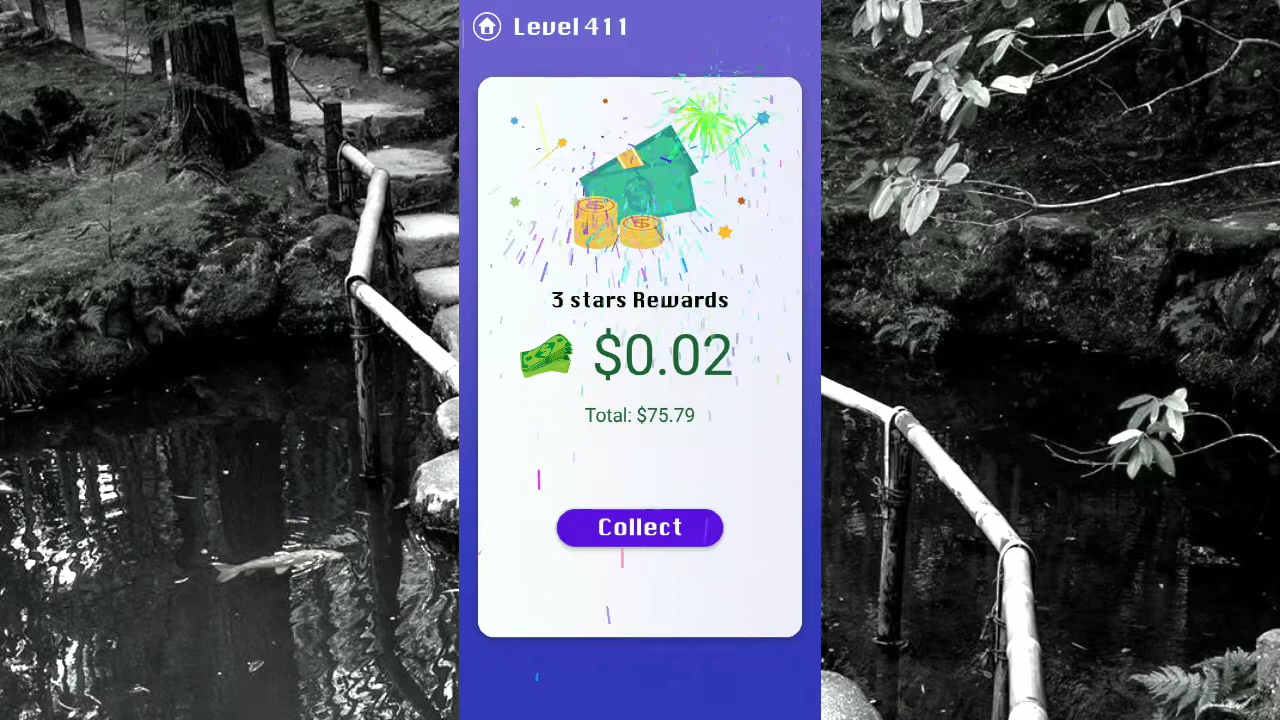 Level 411
3 stars Rewards
$0.02
Total: $75.79
Collect